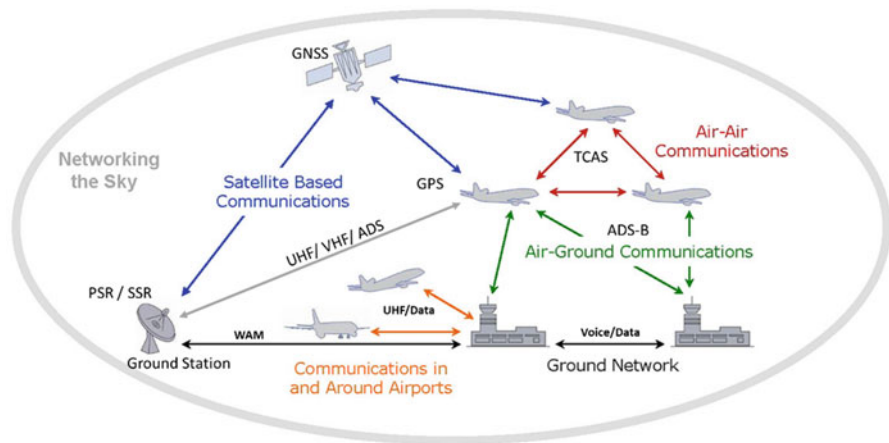 GNSS
Networking
the Sky
Air-Air
Communications
TCAS
Satellite Based
Communications
GPS
UHF/ VHF/ ADS
ADS-B
Air-Ground Communications
PSR / SSR
UHF/Data
WAM
Voice/Data
Ground Station
Communications in
and Around Airports
Ground Network